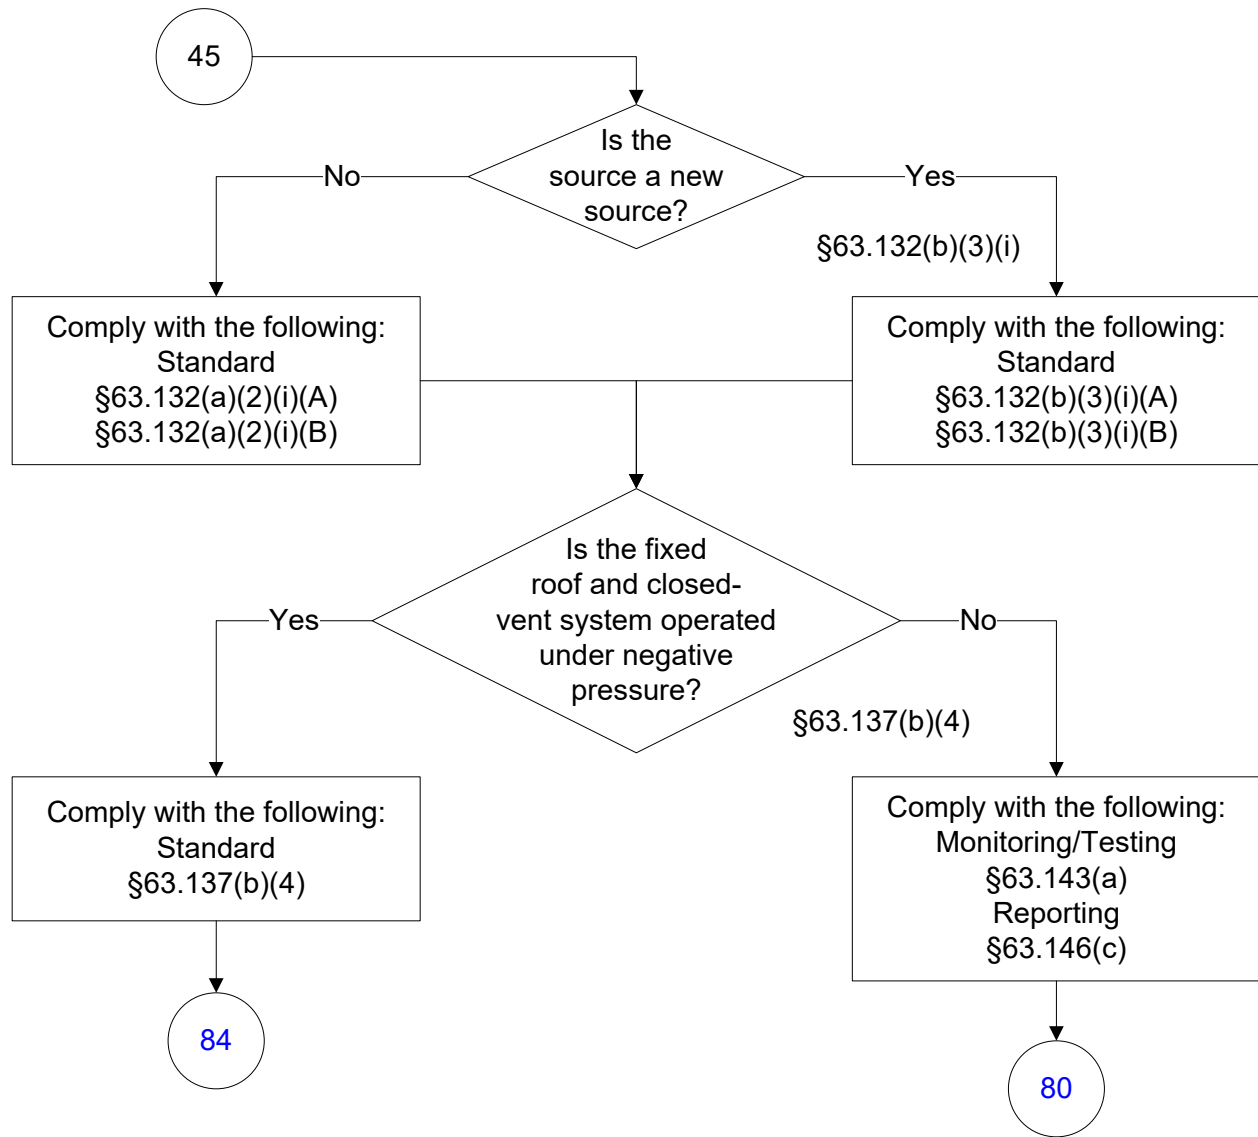 45
Is the
source a new
source?
No
Yes
§63.132(b)(3)(i)
Comply with the following:
Standard
§63.132(a)(2)(i)(A)
§63.132(a)(2)(i)(B)
Comply with the following:
Standard
§63.132(b)(3)(i)(A)
§63.132(b)(3)(i)(B)
Is the fixed
roof and closed-
vent system operated
under negative
pressure?
Yes
No
§63.137(b)(4)
Comply with the following:
Standard
§63.137(b)(4)
Comply with the following:
Monitoring/Testing
§63.143(a)
Reporting
§63.146(c)
84
80